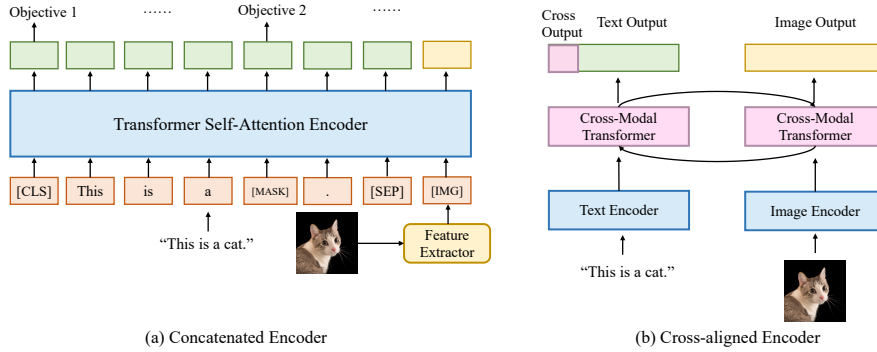 Objective 1
......
Objective 2
......
Transformer Self-Attention Encoder
[CLS]
This
is
a
[MASK]
.
[SEP]
[IMG]
“This is a cat.”
Feature
Extractor
(a) Concatenated Encoder
Cross
Output
Text Output
Image Output
Cross-Modal
Transformer
Cross-Modal
Transformer
Text Encoder
Image Encoder
“This is a cat.”
(b) Cross-aligned Encoder